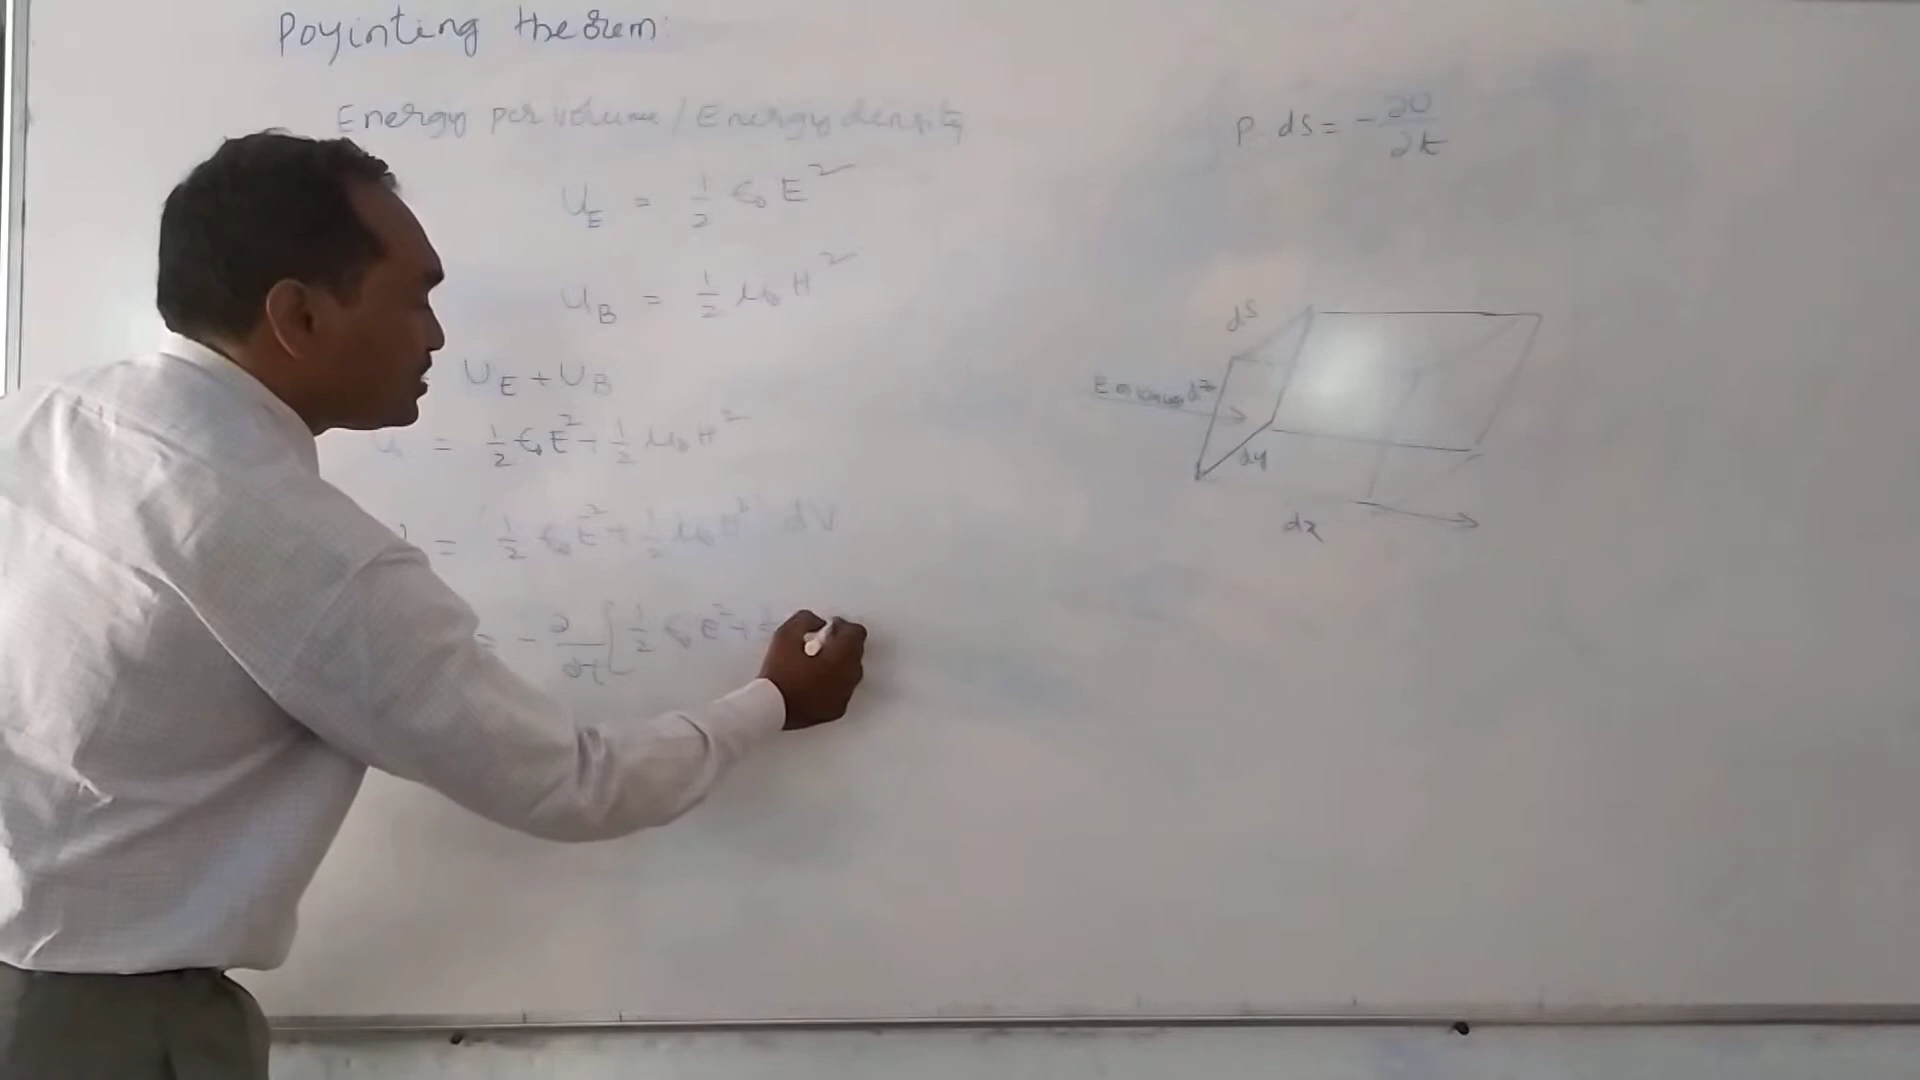 Poyinting theorem:
Energy per volume / Energy density
U_E = 1/2 ϵ₀ E²
U_B = 1/2 μ₀ H²
U_E + U_B
u = 1/2 ϵ₀ E² + 1/2 μ₀ H²
= 1/2 ϵ₀ E² + 1/2 μ₀ H² dV
= - ∂/∂t [ 1/2 ϵ₀ E² +
P. ds = - ∂U/∂t
ds
dz
dy
dx